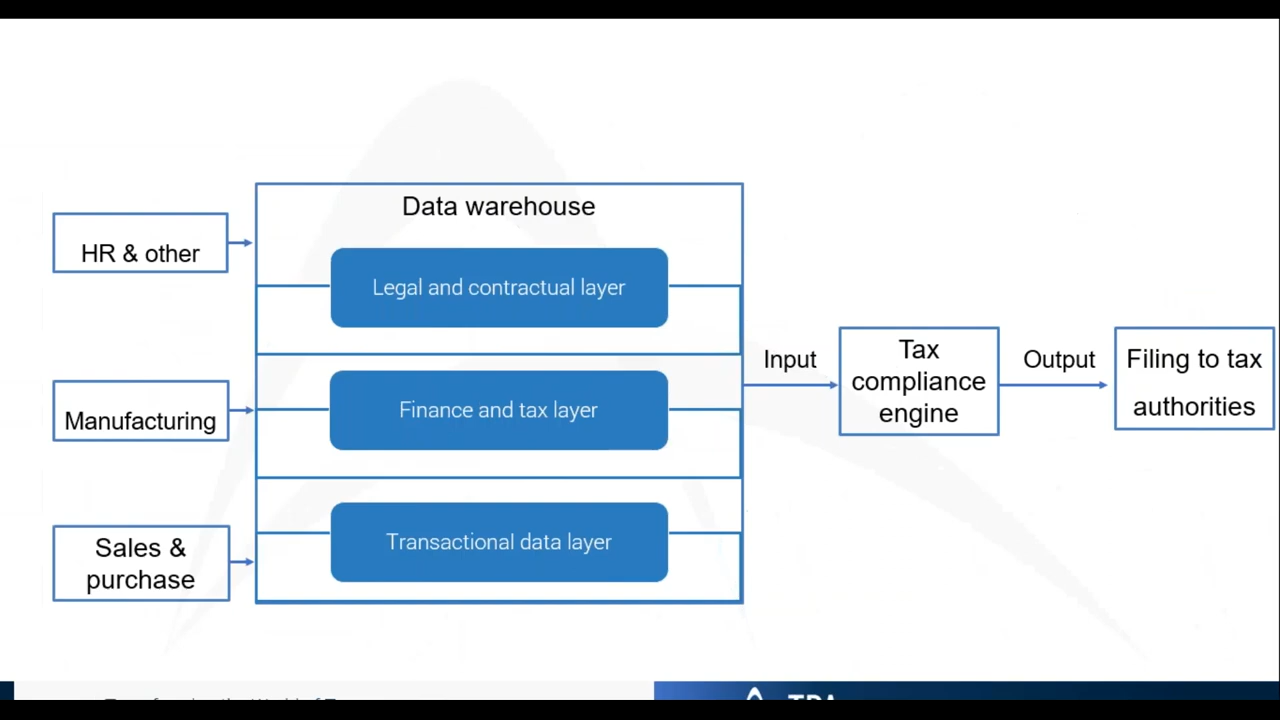 Data warehouse
HR & other
Legal and contractual layer
Manufacturing
Finance and tax layer
Sales &
purchase
Transactional data layer
Input
Tax
compliance
engine
Output
Filing to tax
authorities